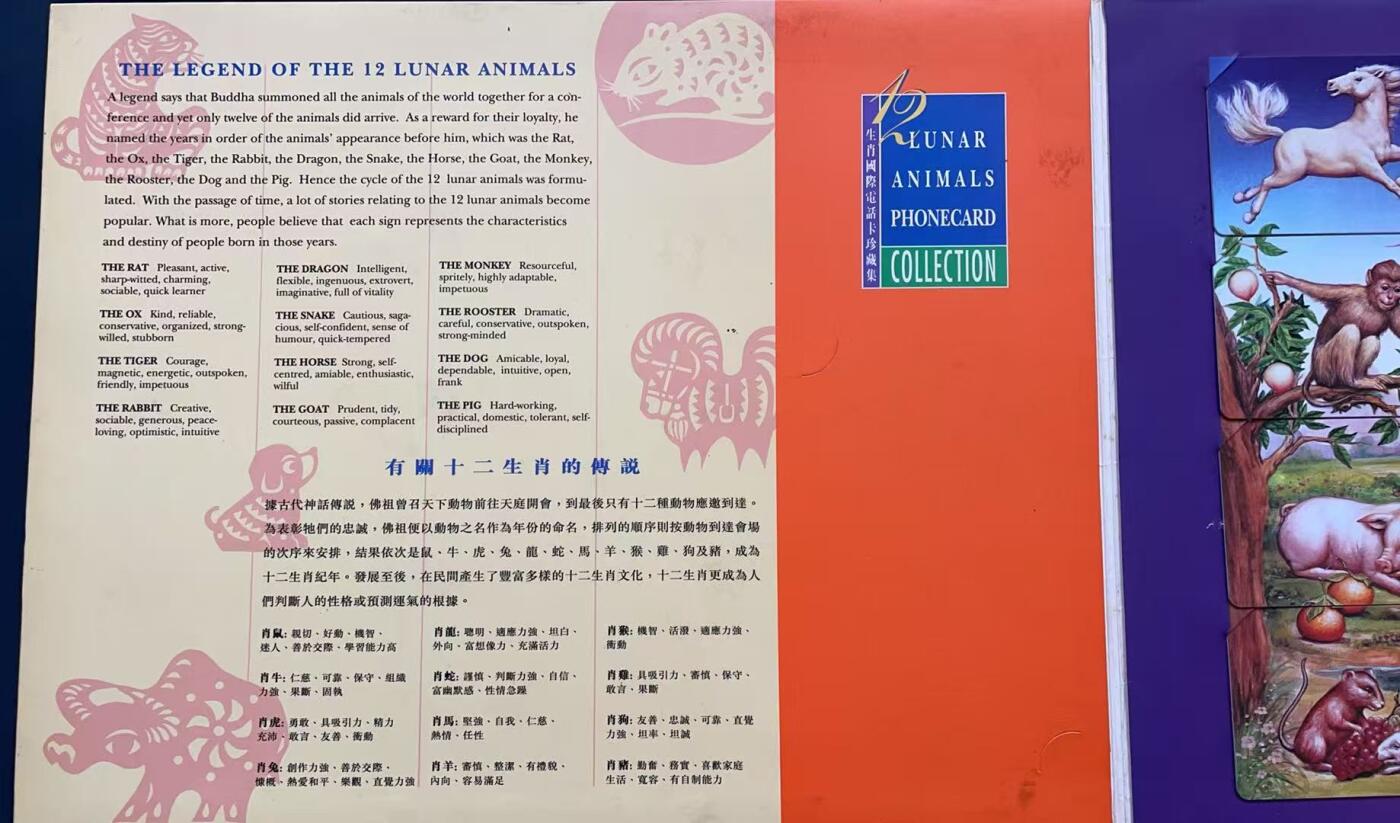 THE LEGEND OF THE 12 LUNAR ANIMALS
A legend says that Buddha summoned all the animals of the world together for a con-
ference and yet only twelve of the animals did arrive. As a reward for their loyalty, he
named the years in order of the animals' appearance before him, which was the Rat,
the Ox, the Tiger, the Rabbit, the Dragon, the Snake, the Horse, the Goat, the Monkey,
the Rooster, the Dog and the Pig. Hence the cycle of the 12 lunar animals was formu-
lated. With the passage of time, a lot of stories relating to the 12 lunar animals become
popular. What is more, people believe that each sign represents the characteristics
and destiny of people born in those years.
THE RAT Pleasant, active,
sharp-witted, charming,
sociable, quick learner
THE OX Kind, reliable,
conservative, organized, strong-
willed, stubborn
THE TIGER Courage,
magnetic, energetic, outspoken,
friendly, impetuous
THE RABBIT Creative,
sociable, generous, peace-
loving, optimistic, intuitive
THE DRAGON Intelligent,
flexible, ingenuous, extrovert,
imaginative, full of vitality
THE SNAKE Cautious, saga-
cious, self-confident, sense of
humour, quick-tempered
THE HORSE Strong, self-
centred, amiable, enthusiastic,
wilful
THE GOAT Prudent, tidy,
courteous, passive, complacent
THE MONKEY Resourceful,
spritely, highly adaptable,
impetuous
THE ROOSTER Dramatic,
careful, conservative, outspoken,
strong-minded
THE DOG Amicable, loyal,
dependable, intuitive, open,
frank
THE PIG Hard-working,
practical, domestic, tolerant, self-
disciplined
有關十二生肖的傳說
據古代神話傳說，佛祖曾召天下動物前往天庭開會，到最後只有十二種動物應邀到達。
為表彰牠們的忠誠，佛祖便以動物之名作為年份的命名，排列的順序則按動物到達會場
的次序來安排，結果依次是鼠、牛、虎、兔、龍、蛇、馬、羊、猴、雞、狗及豬，成為
十二生肖紀年。發展至後，在民間產生了豐富多樣的十二生肖文化，十二生肖更成為人
們判斷人的性格或預測運氣的根據。
肖鼠：親切、好動、機智、
迷人、善於交際、學習能力高
肖牛：仁慈、可靠、保守、組織
力強、果斷、固執
肖虎：勇敢、具吸引力、精力
充沛、敢言、友善、衝動
肖兔：創作力強、善於交際、
慷慨、熱愛和平、樂觀、直覺力強
肖龍：聰明、適應力強、坦白、
外向、富想像力、充滿活力
肖蛇：謹慎、判斷力強、自信、
富幽默感、性情急躁
肖馬：堅強、自我、仁慈、
熱情、任性
肖羊：審慎、整潔、有禮貌、
內向、容易滿足
肖猴：機智、活潑、適應力強、
衝動
肖雞：具吸引力、審慎、保守、
敢言、果斷
肖狗：友善、忠誠、可靠、直覺
力強、坦率、坦誠
肖豬：勤奮、務實、喜歡家庭
生活、寬容、有自制能力
12
生肖國際電話卡珍藏集
LUNAR
ANIMALS
PHONECARD
COLLECTION